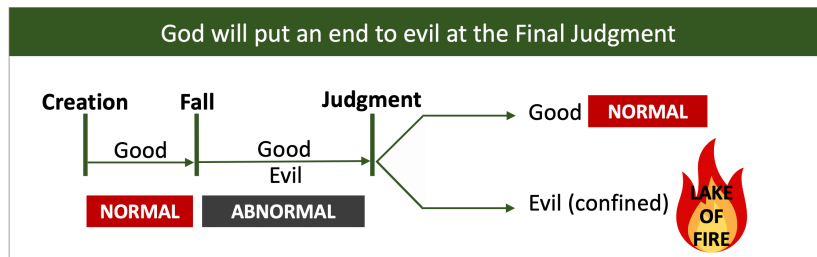 God will put an end to evil at the Final Judgment
Creation
Fall
Judgment
Good
Good
Evil
NORMAL
ABNORMAL
Good
NORMAL
Evil (confined)
LAKE
OF
FIRE